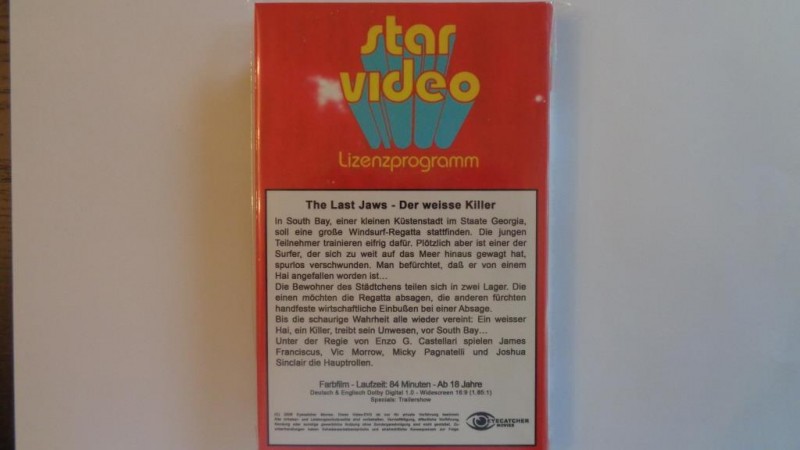 star
video
Lizenzprogramm
The Last Jaws - Der weisse Killer
In South Bay, einer kleinen Küstenstadt im Staate Georgia,
soll eine große Windsurf-Regatta stattfinden. Die jungen
Teilnehmer trainieren eifrig dafür. Plötzlich aber ist einer der
Surfer, der sich zu weit auf das Meer hinaus gewagt hat,
spurlos verschwunden. Man befürchtet, daß er von einem
Hai angefallen worden ist...
Die Bewohner des Städtchens teilen sich in zwei Lager. Die
einen möchten die Regatta absagen, die anderen fürchten
handfeste wirtschaftliche Einbußen bei einer Absage.
Bis die schaurige Wahrheit alle wieder vereint: Ein weisser
Hai, ein Killer, treibt sein Unwesen, vor South Bay...
Unter der Regie von Enzo G. Castellari spielen James
Franciscus, Vic Morrow, Micky Pagnatelli und Joshua
Sinclair die Hauptrollen.
Farbfilm - Laufzeit: 84 Minuten - Ab 18 Jahre
Deutsch & Englisch Dolby Digital 1.0 - Widescreen 16:9 (1,85:1)
Specials: Trailershow
EYECATCHER
MOVIES